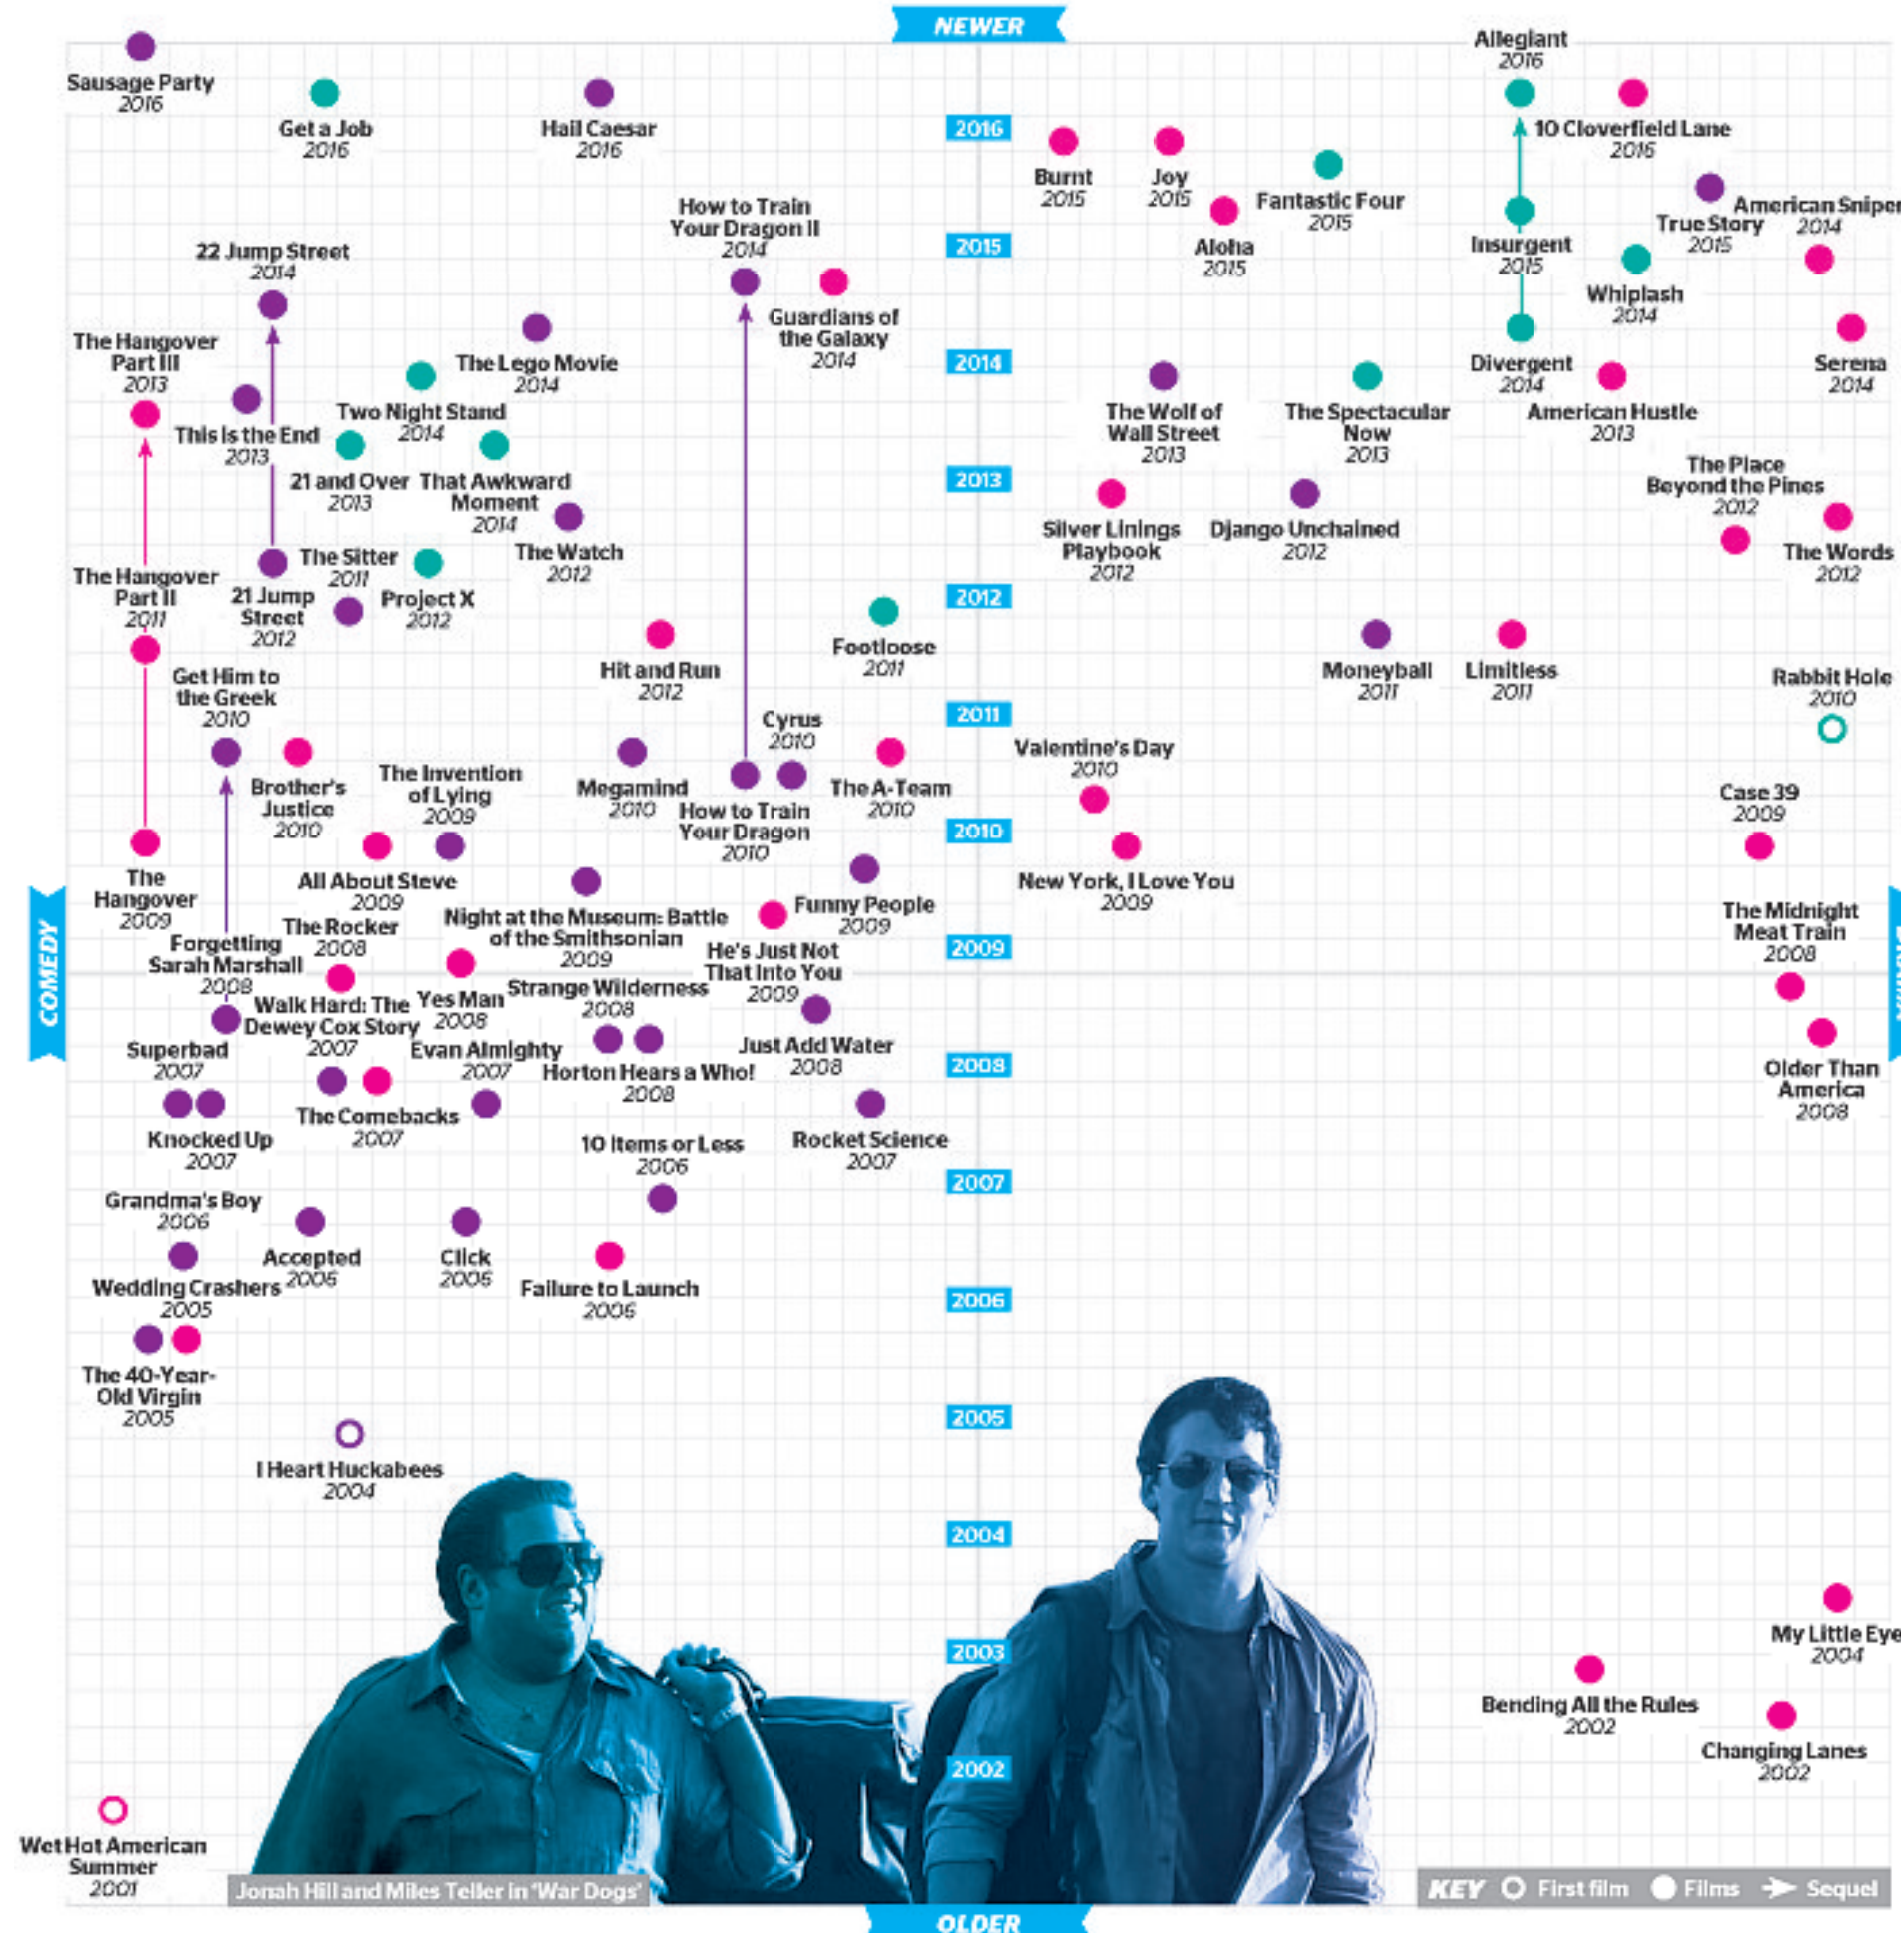 NEWER
Allegiant
2016
Sausage Party
2016
Get a Job
2016
Hail Caesar
2016
2016
10 Cloverfield Lane
2016
Burnt
2015
Joy
2015
Fantastic Four
2015
How to Train
Your Dragon II
2014
Aloha
2015
True Story
2015
American Sniper
2014
22 Jump Street
2014
2015
Insurgent
2015
Whiplash
2014
Guardians of
the Galaxy
2014
The Hangover
Part III
2013
The Lego Movie
2014
2014
Divergent
2014
Serena
2014
Two Night Stand
2014
The Wolf of
Wall Street
2013
The Spectacular
Now
2013
American Hustle
2013
This Is the End
2013
21 and Over
2013
That Awkward
Moment
2014
2013
The Place
Beyond the Pines
2012
Silver Linings
Playbook
2012
Django Unchained
2012
The Watch
2012
The Words
2012
The Sitter
2011
The Hangover
Part II
2011
21 Jump
Street
2012
Project X
2012
2012
Footloose
2011
Hit and Run
2012
Moneyball
2011
Limitless
2011
Get Him to
the Greek
2010
Rabbit Hole
2010
2011
Cyrus
2010
Valentine's Day
2010
Brother's
Justice
2010
The Invention
of Lying
2009
Megamind
2010
How to Train
Your Dragon
2010
The A-Team
2010
Case 39
2009
2010
The
Hangover
2009
All About Steve
2009
New York, I Love You
2009
Funny People
2009
Night at the Museum: Battle
of the Smithsonian
2009
The Midnight
Meat Train
2008
The Rocker
2008
Forgetting
Sarah Marshall
2008
He's Just Not
That Into You
2009
2009
COMEDY
Walk Hard: The
Dewey Cox Story
2007
Yes Man
2008
Strange Wilderness
2008
Just Add Water
2008
Superbad
2007
Evan Almighty
2007
Horton Hears a Who!
2008
2008
Older Than
America
2008
The Comebacks
2007
Knocked Up
2007
10 Items or Less
2006
Rocket Science
2007
2007
Grandma's Boy
2006
Accepted
2006
Click
2006
Wedding Crashers
2005
Failure to Launch
2006
2006
The 40-Year-
Old Virgin
2005
2005
I Heart Huckabees
2004
2004
My Little Eye
2004
2003
Bending All the Rules
2002
Changing Lanes
2002
2002
Wet Hot American
Summer
2001
Jonah Hill and Miles Teller in 'War Dogs'
KEY First film Films Sequel
OLDER